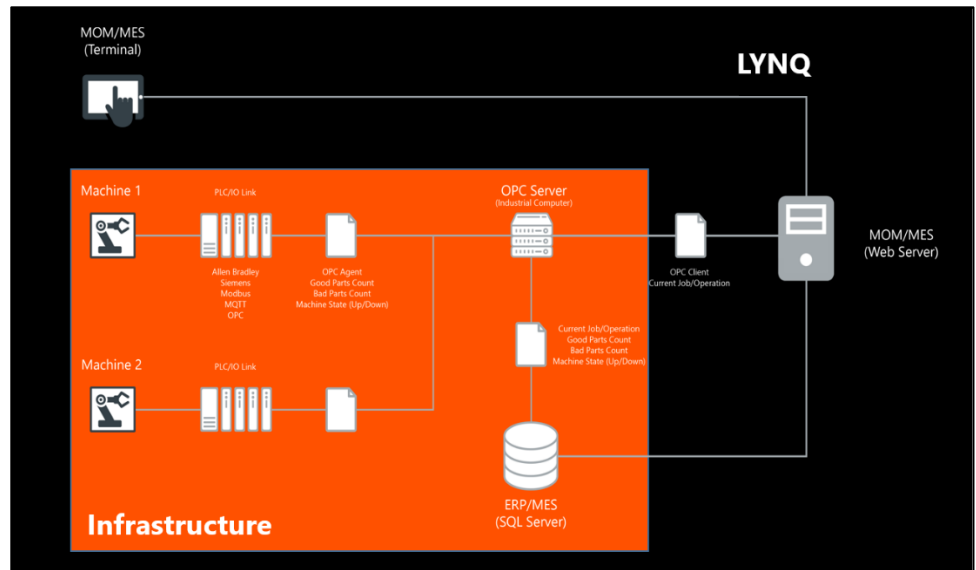 MOM/MES
(Terminal)
LYNQ
Machine 1
PLC/IO Link
Allen Bradley
Siemens
Modbus
MQTT
OPC
OPC Agent
Good Parts Count
Bad Parts Count
Machine State (Up/Down)
OPC Server
(Industrial Computer)
OPC Client
Current Job/Operation
MOM/MES
(Web Server)
Current Job/Operation
Good Parts Count
Bad Parts Count
Machine State (Up/Down)
Machine 2
PLC/IO Link
ERP/MES
(SQL Server)
Infrastructure